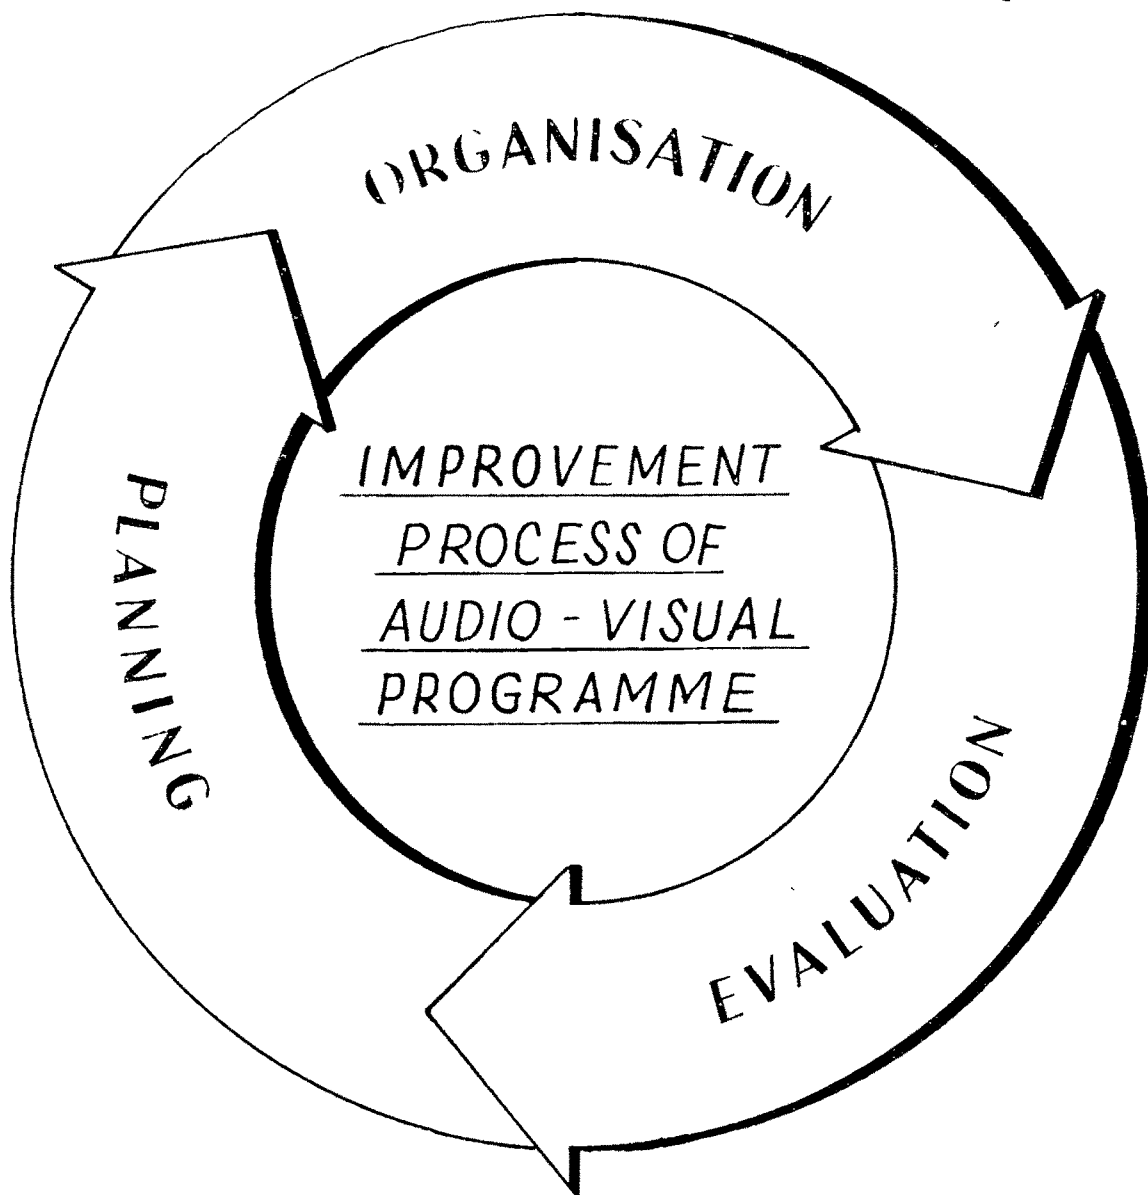 ORGANISATION
IMPROVEMENT
PROCESS OF
AUDIO - VISUAL
PROGRAMME
PLANNING
EVALUATION